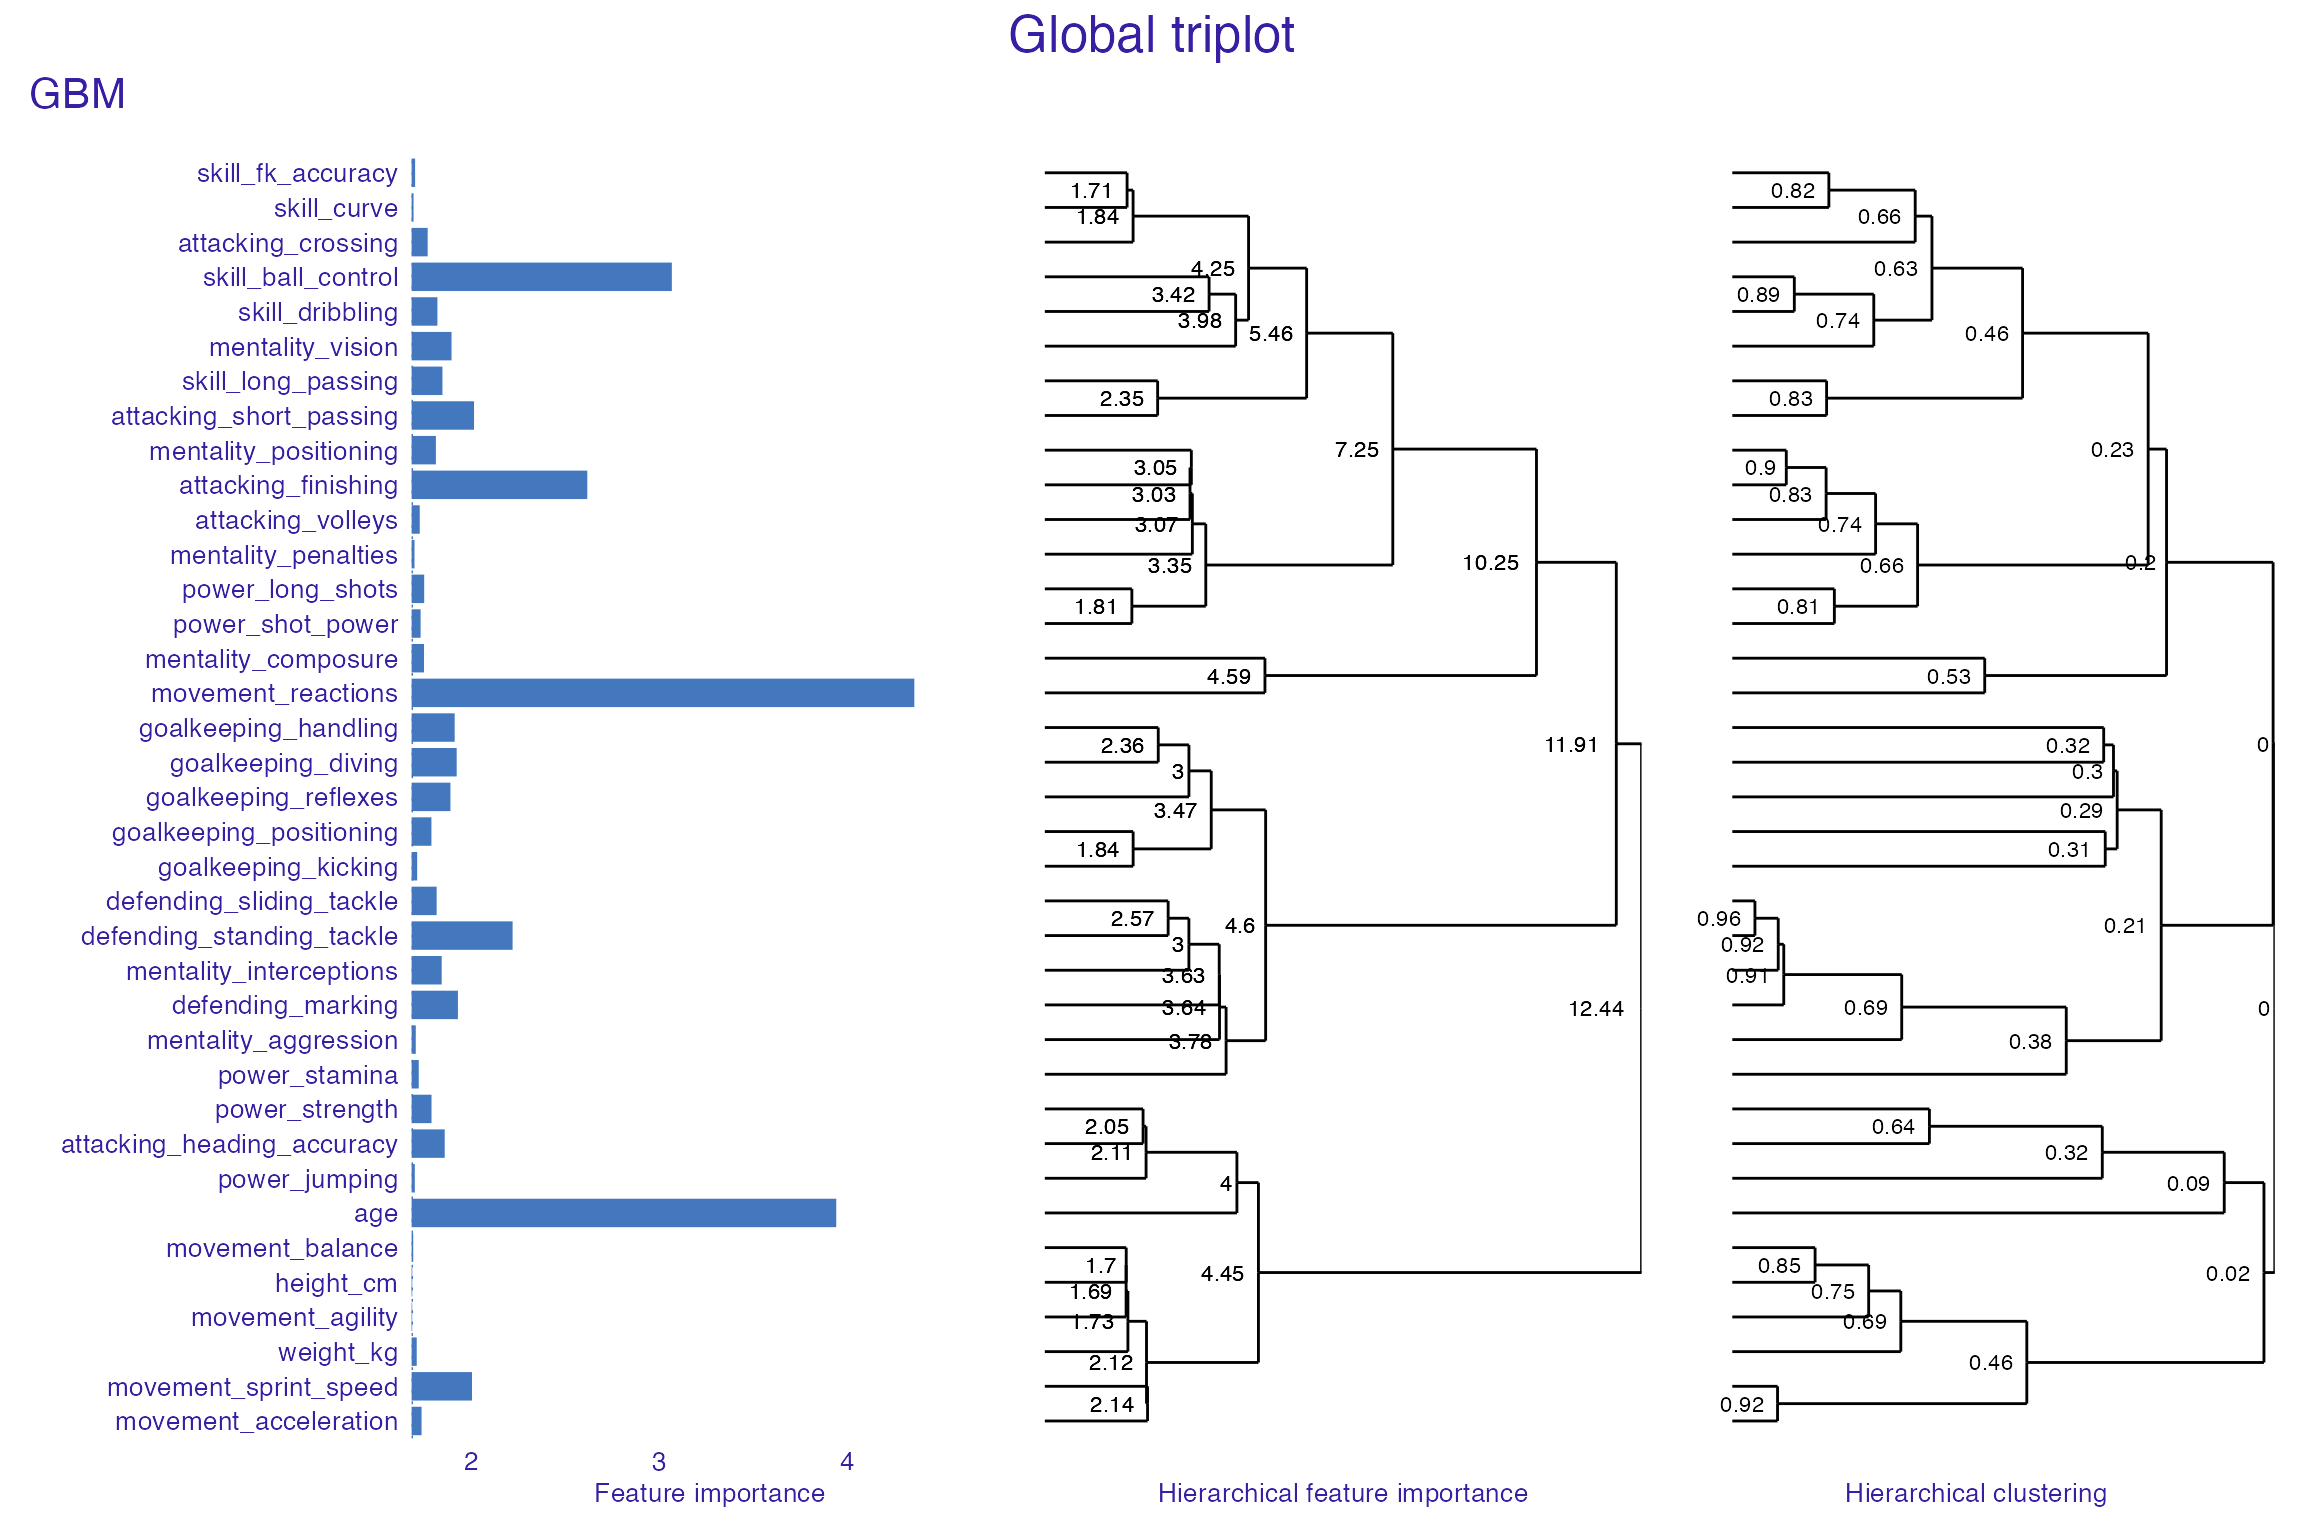 Global triplot
GBM
skill_fk_accuracy
skill_curve
attacking_crossing
skill_ball_control
skill_dribbling
mentality_vision
skill_long_passing
attacking_short_passing
mentality_positioning
attacking_finishing
attacking_volleys
mentality_penalties
power_long_shots
power_shot_power
mentality_composure
movement_reactions
goalkeeping_handling
goalkeeping_diving
goalkeeping_reflexes
goalkeeping_positioning
goalkeeping_kicking
defending_sliding_tackle
defending_standing_tackle
mentality_interceptions
defending_marking
mentality_aggression
power_stamina
power_strength
attacking_heading_accuracy
power_jumping
age
movement_balance
height_cm
movement_agility
weight_kg
movement_sprint_speed
movement_acceleration
2 3 4
Feature importance
1.71
1.84
4.25
3.42
3.98
5.46
2.35
7.25
3.05
3.03
3.07
3.35
10.25
1.81
4.59
11.91
2.36
3
3.47
1.84
2.57
4.6
3
3.63
3.64
12.44
3.78
2.05
2.11
4
1.7
4.45
1.69
1.73
2.12
2.14
Hierarchical feature importance
0.82
0.66
0.63
0.89
0.74
0.46
0.83
0.23
0.9
0.83
0.74
0.2
0.66
0.81
0.53
0
0.32
0.3
0.29
0.31
0.96
0.21
0.92
0.91
0.69
0
0.38
0.64
0.32
0.09
0.85
0.02
0.75
0.69
0.46
0.92
Hierarchical clustering